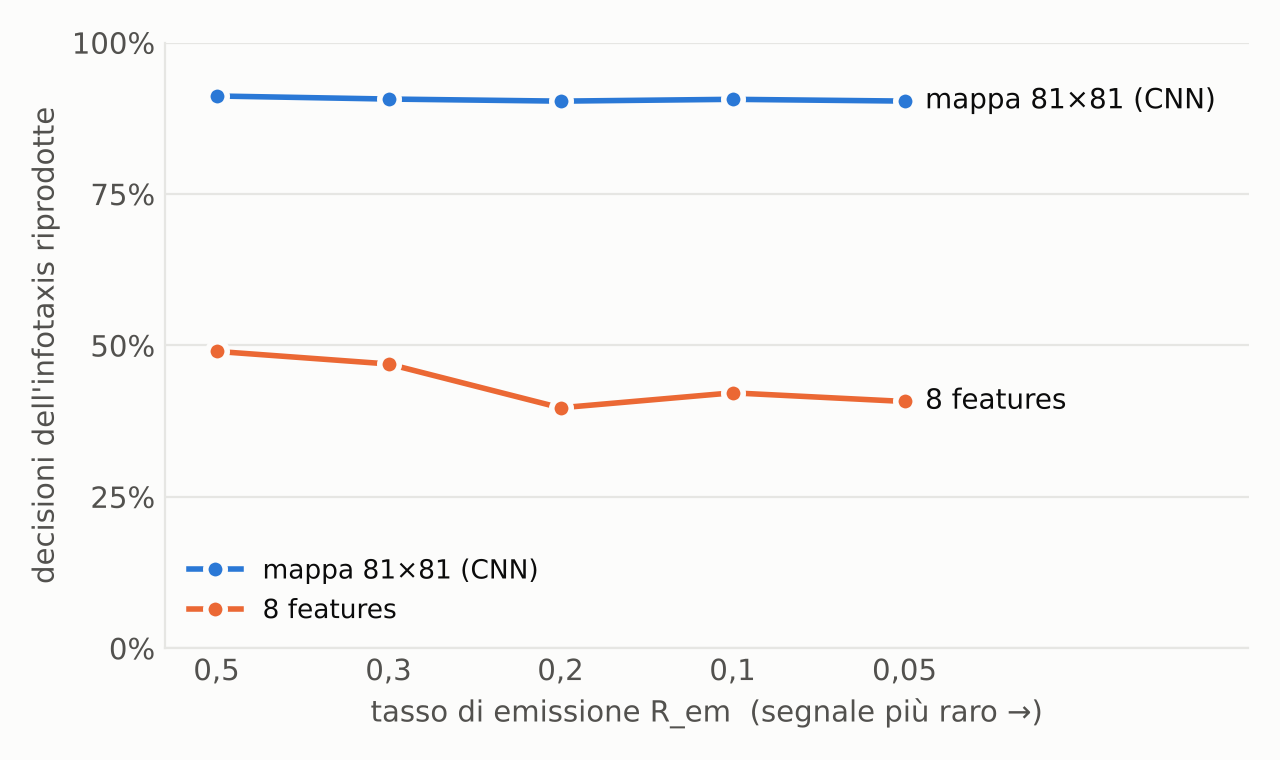 100%
75%
50%
25%
0%
decisioni dell'infotaxis riprodotte
mappa 81×81 (CNN)
8 features
mappa 81×81 (CNN)
8 features
0,5
0,3
0,2
0,1
0,05
tasso di emissione R_em  (segnale più raro →)